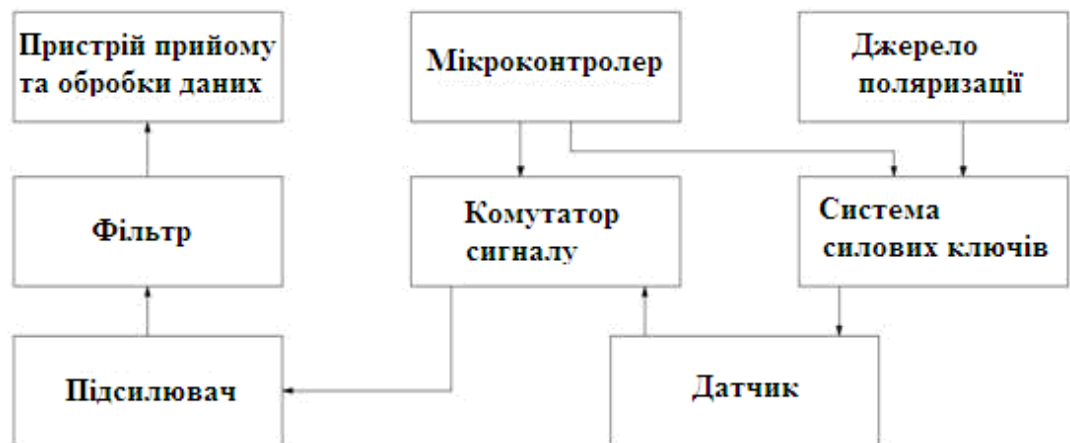 Пристрій прийому
та обробки даних
Мікроконтролер
Джерело
поляризації
Фільтр
Комутатор
сигналу
Система
силових ключів
Підсилювач
Датчик